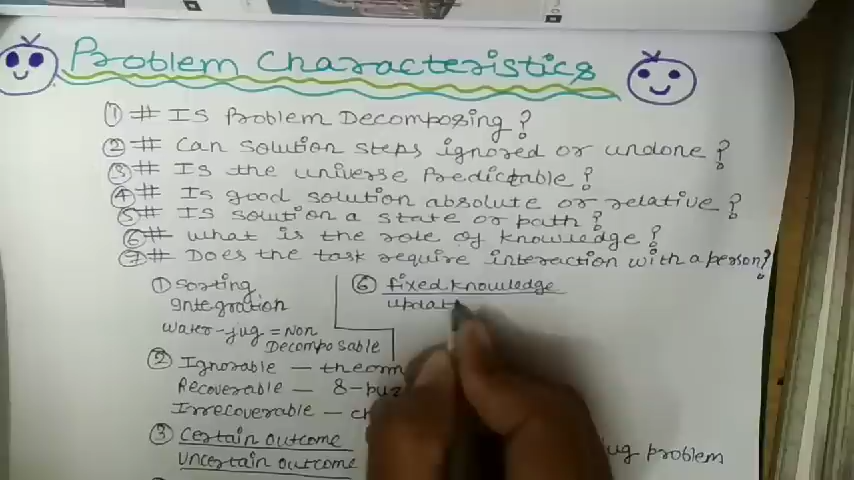 Problem Characteristics
① # Is Problem Decomposing ?
② # Can solution steps ignored or undone ?
③ # Is the universe Predictable ?
④ # Is good solution absolute or relative ?
⑤ # Is solution a state or path ?
⑥ # what is the role of knowledge ?
⑦ # Does the task require interaction with a person ?
① Sorting
Integration
Water-jug = Non
Decomposable
② Ignorable — theorm
Recoverable — 8-puz
Irrecoverable — ch
③ Certain outcome
Uncertain outcome
⑥ fixed knowledge
updat
ug problem